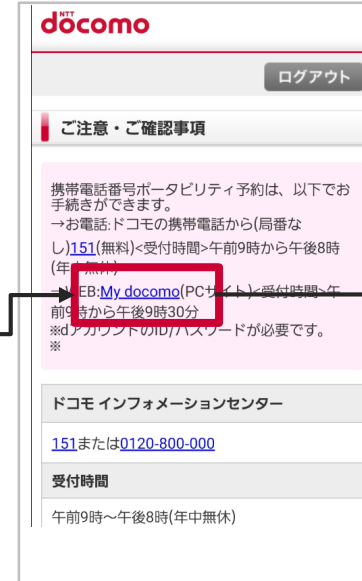 NTT
döcomo
ログアウト
ご注意・ご確認事項
携帯電話番号ポータビリティ予約は、以下でお
手続きができます。
→お電話:ドコモの携帯電話から(局番な
し)151(無料)<受付時間>午前9時から午後8時
(年中無休)
→WEB:My docomo(PCサイト)<受付時間>午
前9時から午後9時30分
※dアカウントのID/パスワードが必要です。
※
ドコモ インフォメーションセンター
151または0120-800-000
受付時間
午前9時～午後8時(年中無休)